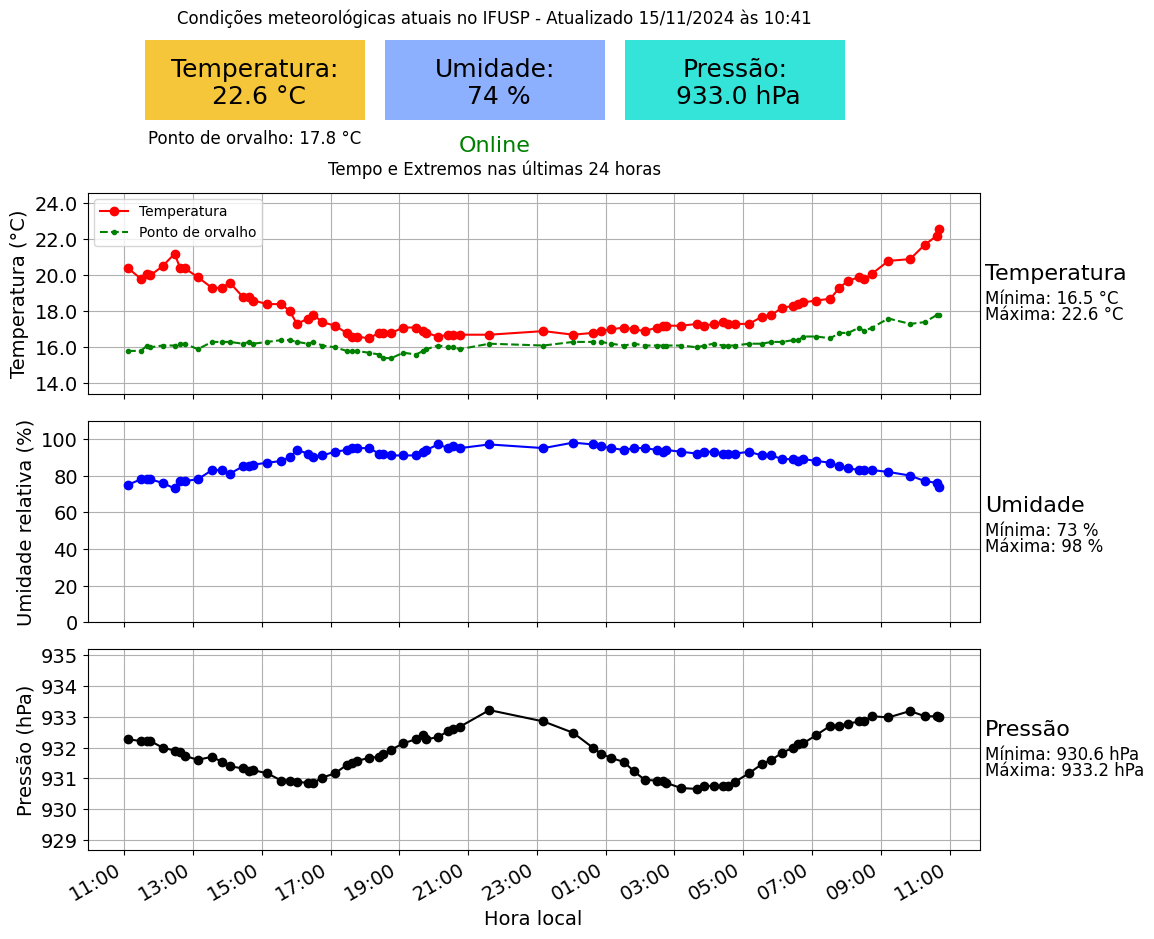 Condições meteorológicas atuais no IFUSP - Atualizado 15/11/2024 às 10:41
Temperatura:
22.6 °C
Umidade:
74 %
Pressão:
933.0 hPa
Ponto de orvalho: 17.8 °C
Online
Tempo e Extremos nas últimas 24 horas
Temperatura (°C)
24.0
22.0
20.0
18.0
16.0
14.0
Temperatura
Ponto de orvalho
Temperatura
Mínima: 16.5 °C
Máxima: 22.6 °C
Umidade relativa (%)
100
80
60
40
20
0
Umidade
Mínima: 73 %
Máxima: 98 %
Pressão (hPa)
935
934
933
932
931
930
929
Pressão
Mínima: 930.6 hPa
Máxima: 933.2 hPa
11:00
13:00
15:00
17:00
19:00
21:00
23:00
01:00
03:00
05:00
07:00
09:00
11:00
Hora local